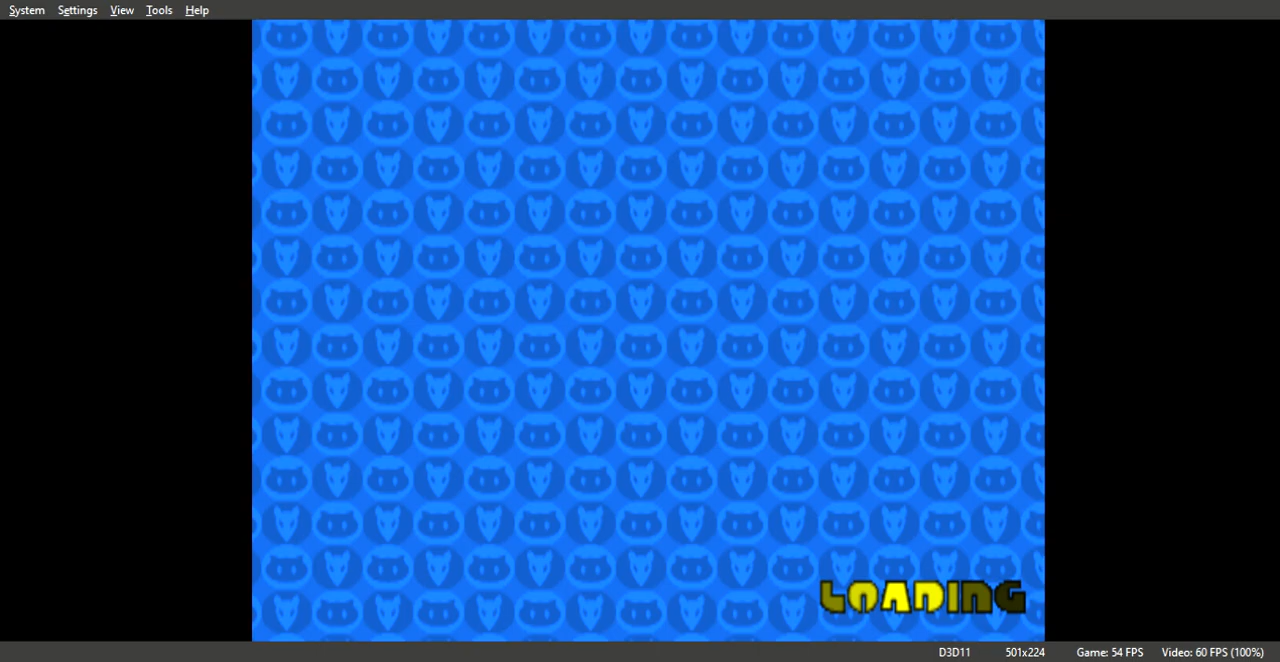 System Settings View Tools Help
LOADING
D3D11 501x224 Game: 54 FPS Video: 60 FPS (100%)